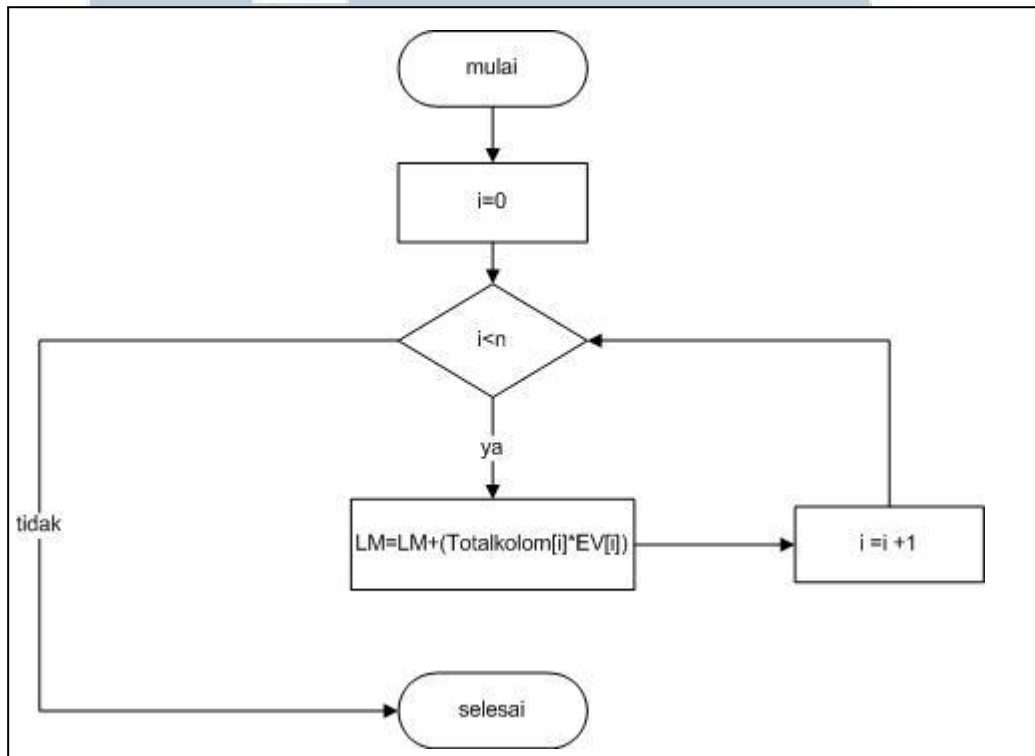 mulai
i=0
i<n
ya
tidak
LM=LM+(Totalkolom[i]*EV[i])
i =i +1
selesai